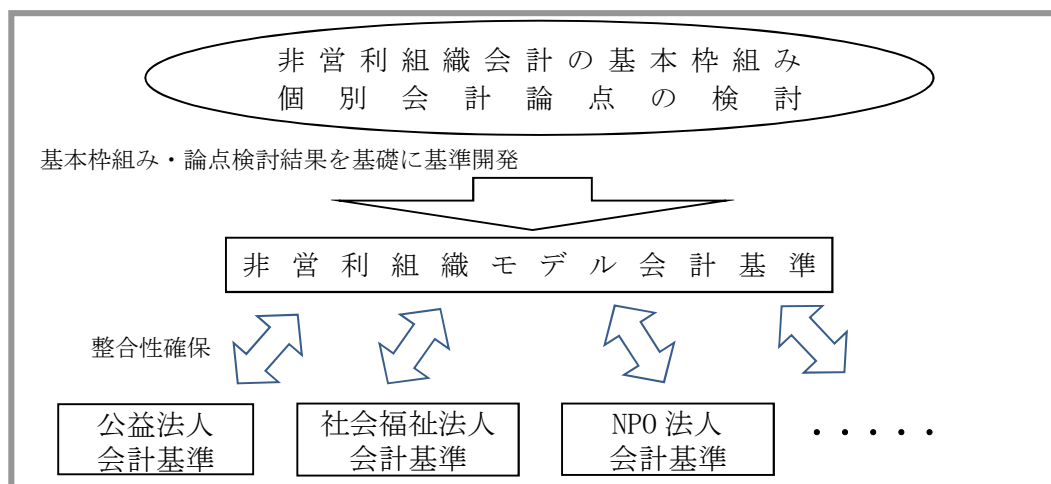 非営利組織会計の基本枠組み
個別会計論点の検討
基本枠組み・論点検討結果を基礎に基準開発
非営利組織モデル会計基準
整合性確保
公益法人
会計基準
社会福祉法人
会計基準
NPO 法人
会計基準
・・・・・